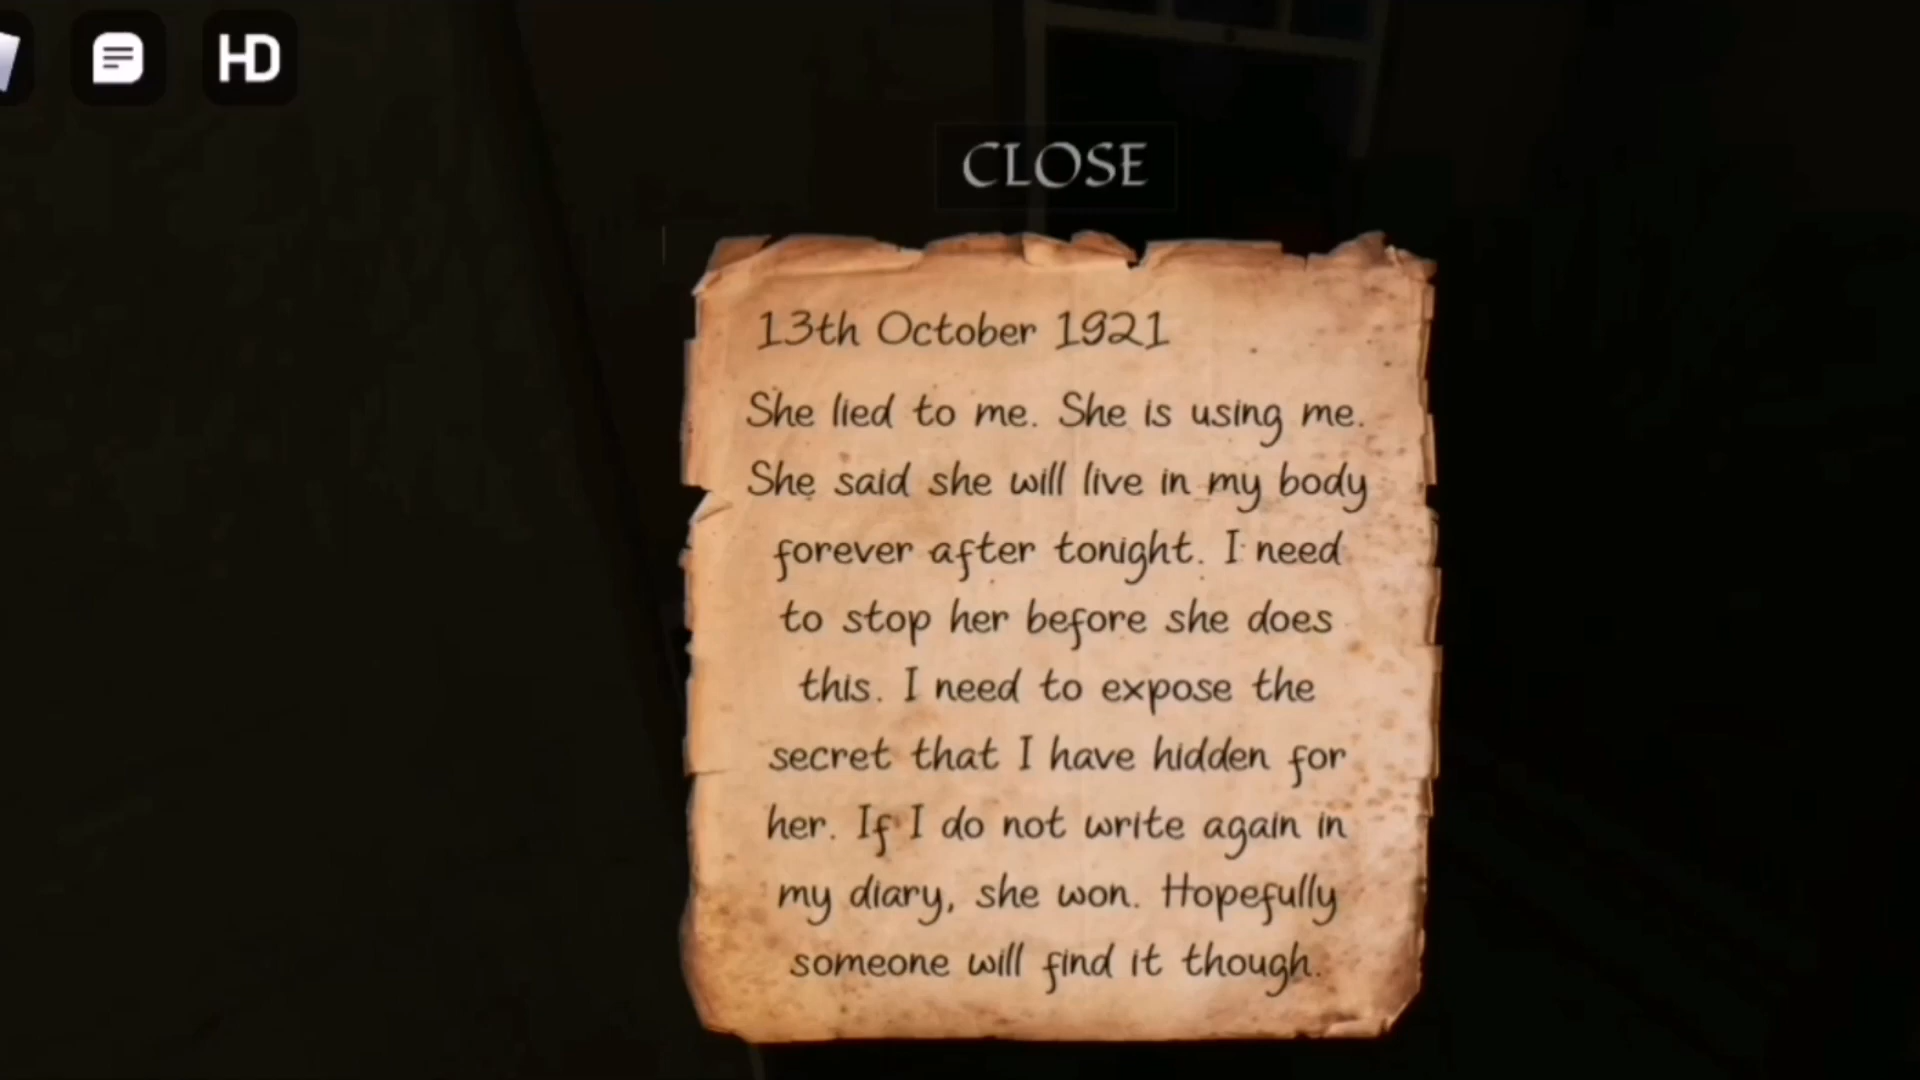 HD
CLOSE
13th October 1921
She lied to me. She is using me.
She said she will live in my body
forever after tonight. I need
to stop her before she does
this. I need to expose the
secret that I have hidden for
her. If I do not write again in
my diary, she won. Hopefully
someone will find it though.